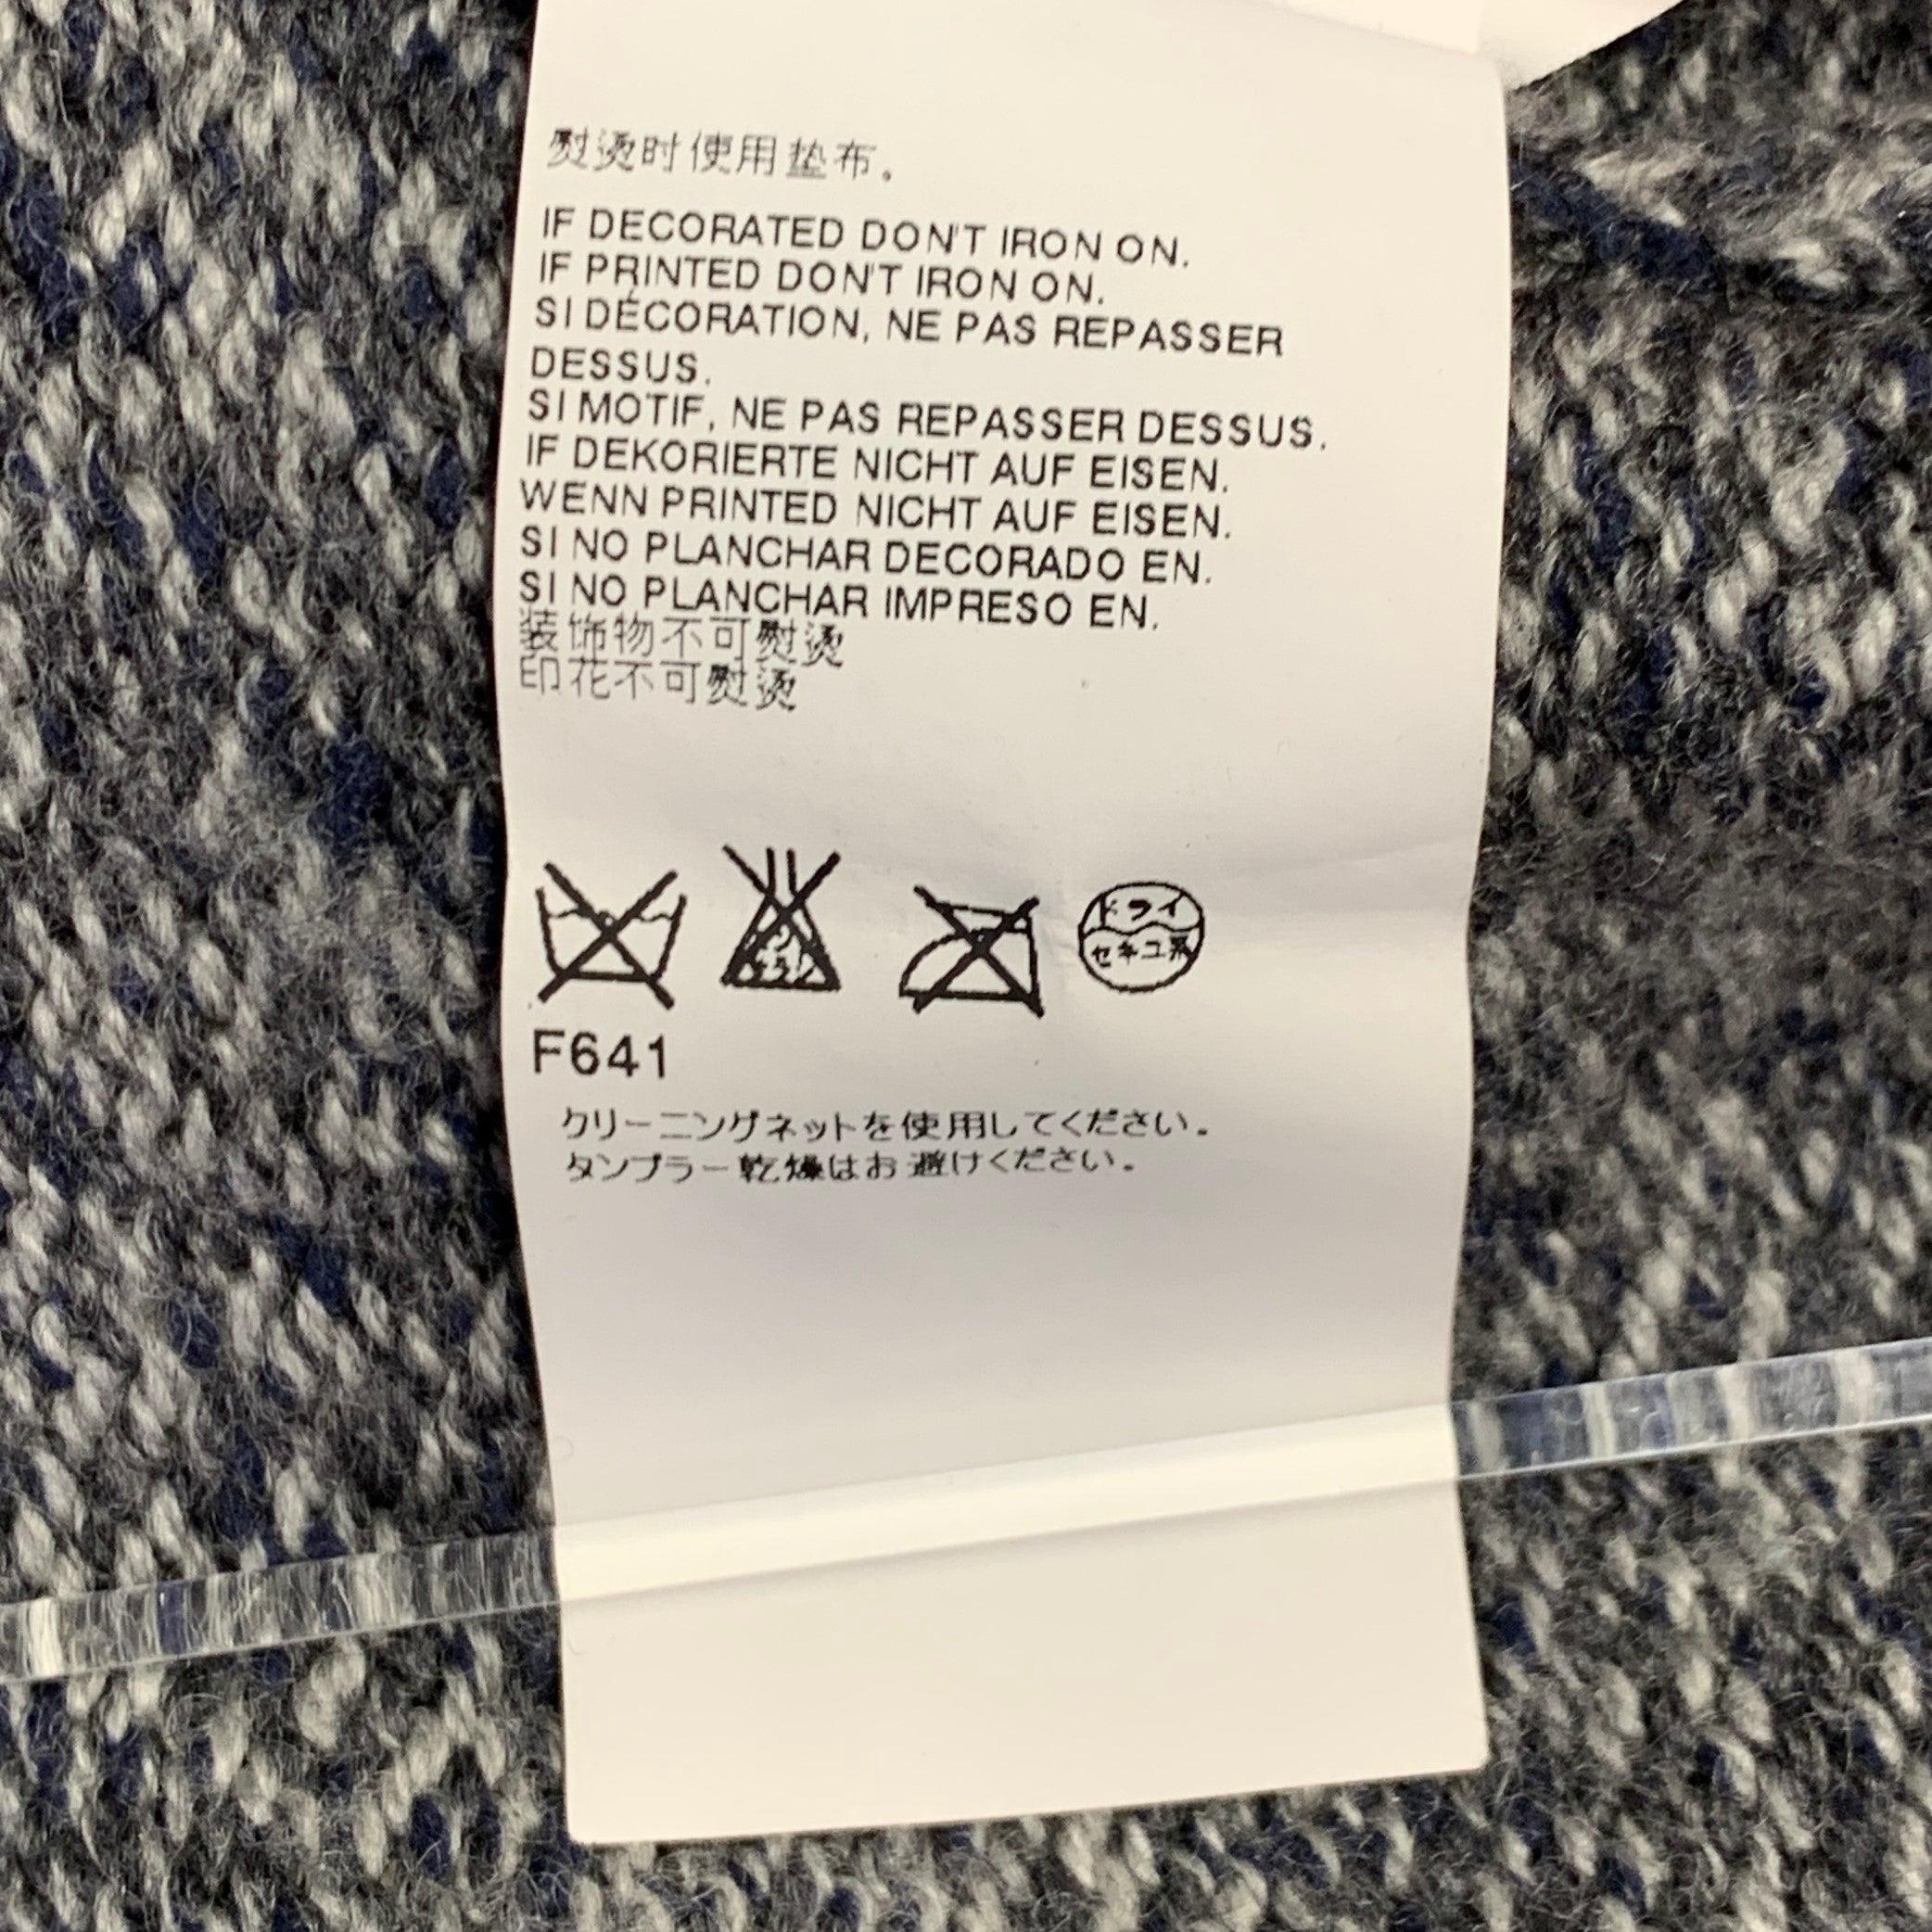 熨烫时使用垫布。
IF DECORATED DON'T IRON ON.
IF PRINTED DON'T IRON ON.
SI DÉCORATION, NE PAS REPASSER
DESSUS.
SI MOTIF, NE PAS REPASSER DESSUS.
IF DEKORIERTE NICHT AUF EISEN.
WENN PRINTED NICHT AUF EISEN.
SI NO PLANCHAR DECORADO EN.
SI NO PLANCHAR IMPRESO EN.
装饰物不可熨烫
印花不可熨烫
ドライ
セキユ系
F641
クリーニングネットを使用してください。
タンブラー乾燥はお避けください。